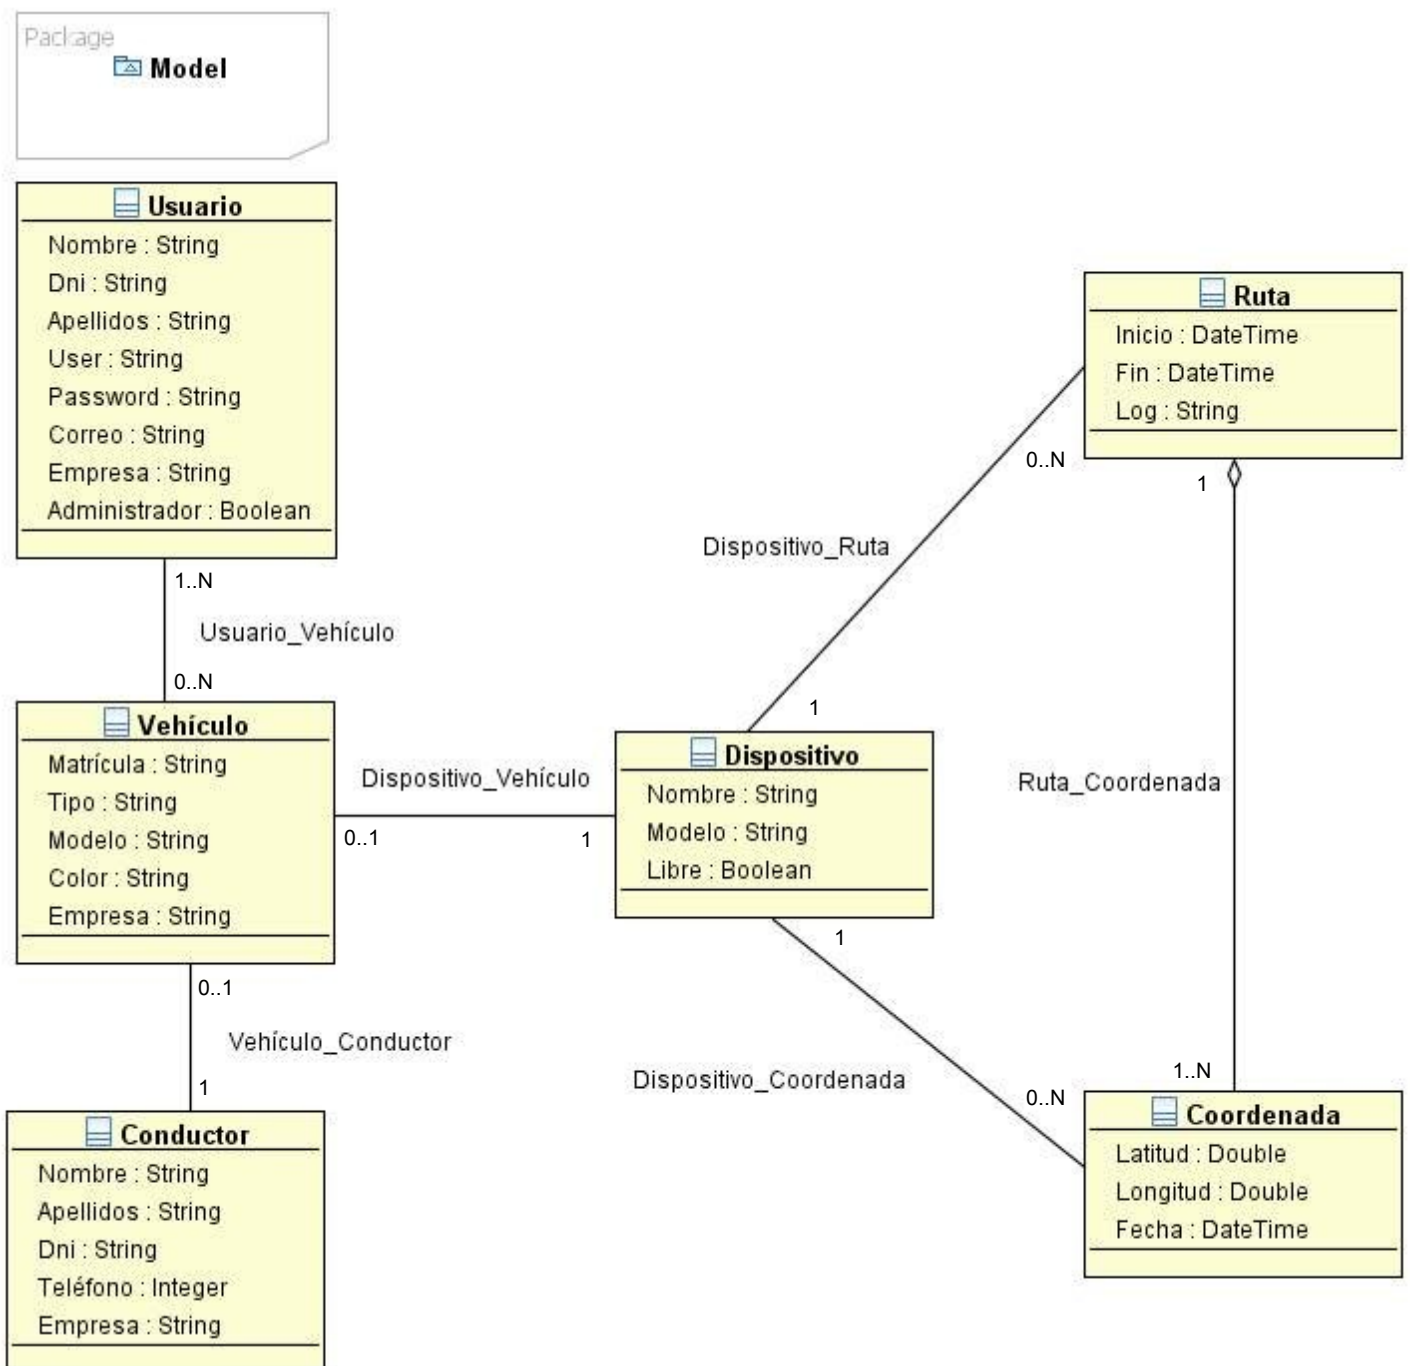 Package
Model
Usuario
Nombre : String
Dni : String
Apellidos : String
User : String
Password : String
Correo : String
Empresa : String
Administrador : Boolean
1..N
Usuario_Vehículo
0..N
Vehículo
Matrícula : String
Tipo : String
Modelo : String
Color : String
Empresa : String
0..1
Vehículo_Conductor
1
Conductor
Nombre : String
Apellidos : String
Dni : String
Teléfono : Integer
Empresa : String
Dispositivo_Vehículo
0..1
1
Dispositivo
Nombre : String
Modelo : String
Libre : Boolean
1
Dispositivo_Ruta
0..N
Ruta
Inicio : DateTime
Fin : DateTime
Log : String
1
Ruta_Coordenada
1..N
1
Dispositivo_Coordenada
0..N
Coordenada
Latitud : Double
Longitud : Double
Fecha : DateTime